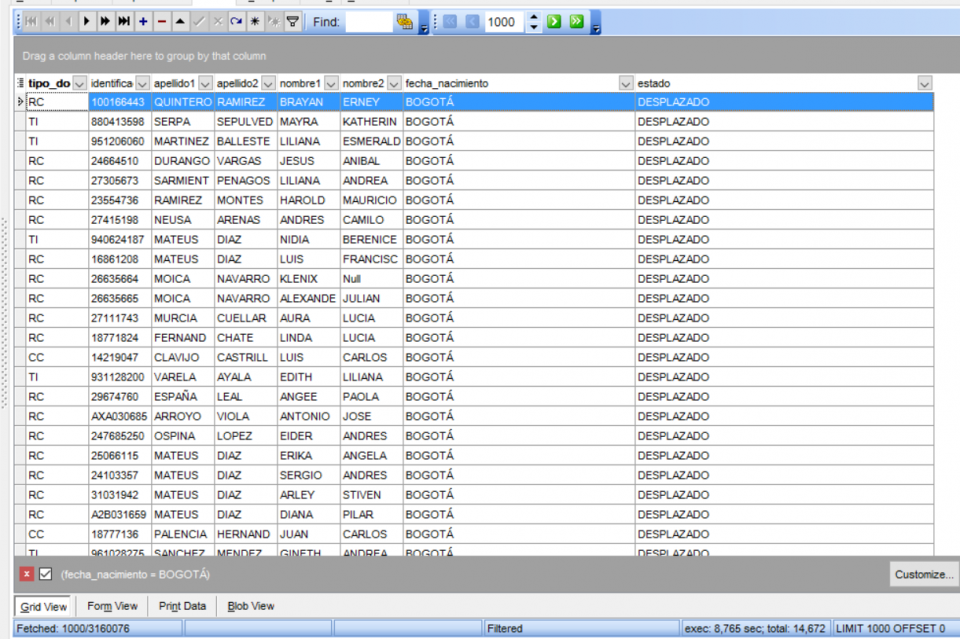 Find: 1000
Drag a column header here to group by that column
tipo_do identifica apellido1 apellido2 nombre1 nombre2 fecha_nacimiento estado
RC 100166443 QUINTERO RAMIREZ BRAYAN ERNEY BOGOTÁ DESPLAZADO
TI 880413598 SERPA SEPULVED MAYRA KATHERIN BOGOTÁ DESPLAZADO
TI 951206060 MARTINEZ BALLESTE LILIANA ESMERALD BOGOTÁ DESPLAZADO
RC 24664510 DURANGO VARGAS JESUS ANIBAL BOGOTÁ DESPLAZADO
RC 27305673 SARMIENT PENAGOS LILIANA ANDREA BOGOTÁ DESPLAZADO
RC 23554736 RAMIREZ MONTES HAROLD MAURICIO BOGOTÁ DESPLAZADO
RC 27415198 NEUSA ARENAS ANDRES CAMILO BOGOTÁ DESPLAZADO
TI 940624187 MATEUS DIAZ NIDIA BERENICE BOGOTÁ DESPLAZADO
RC 16861208 MATEUS DIAZ LUIS FRANCISC BOGOTÁ DESPLAZADO
RC 26635664 MOICA NAVARRO KLENIX Null BOGOTÁ DESPLAZADO
RC 26635665 MOICA NAVARRO ALEXANDE JULIAN BOGOTÁ DESPLAZADO
RC 27111743 MURCIA CUELLAR AURA LUCIA BOGOTÁ DESPLAZADO
RC 18771824 FERNAND CHATE LINDA LUCIA BOGOTÁ DESPLAZADO
CC 14219047 CLAVIJO CASTRILL LUIS CARLOS BOGOTÁ DESPLAZADO
TI 931128200 VARELA AYALA EDITH LILIANA BOGOTÁ DESPLAZADO
RC 29674760 ESPAÑA LEAL ANGEE PAOLA BOGOTÁ DESPLAZADO
RC AXA030685 ARROYO VIOLA ANTONIO JOSE BOGOTÁ DESPLAZADO
RC 247685250 OSPINA LOPEZ EIDER ANDRES BOGOTÁ DESPLAZADO
RC 25066115 MATEUS DIAZ ERIKA ANGELA BOGOTÁ DESPLAZADO
RC 24103357 MATEUS DIAZ SERGIO ANDRES BOGOTÁ DESPLAZADO
RC 31031942 MATEUS DIAZ ARLEY STIVEN BOGOTÁ DESPLAZADO
RC A2B031659 MATEUS DIAZ DIANA PILAR BOGOTÁ DESPLAZADO
CC 18777136 PALENCIA HERNAND JUAN CARLOS BOGOTÁ DESPLAZADO
TI 961028275 SANCHEZ MENDEZ GINETH ANDREA BOGOTÁ DESPLAZADO
(fecha_nacimiento = BOGOTÁ) Customize...
Grid View Form View Print Data Blob View
Fetched: 1000/3160076 Filtered exec: 8,765 sec; total: 14,672 LIMIT 1000 OFFSET 0